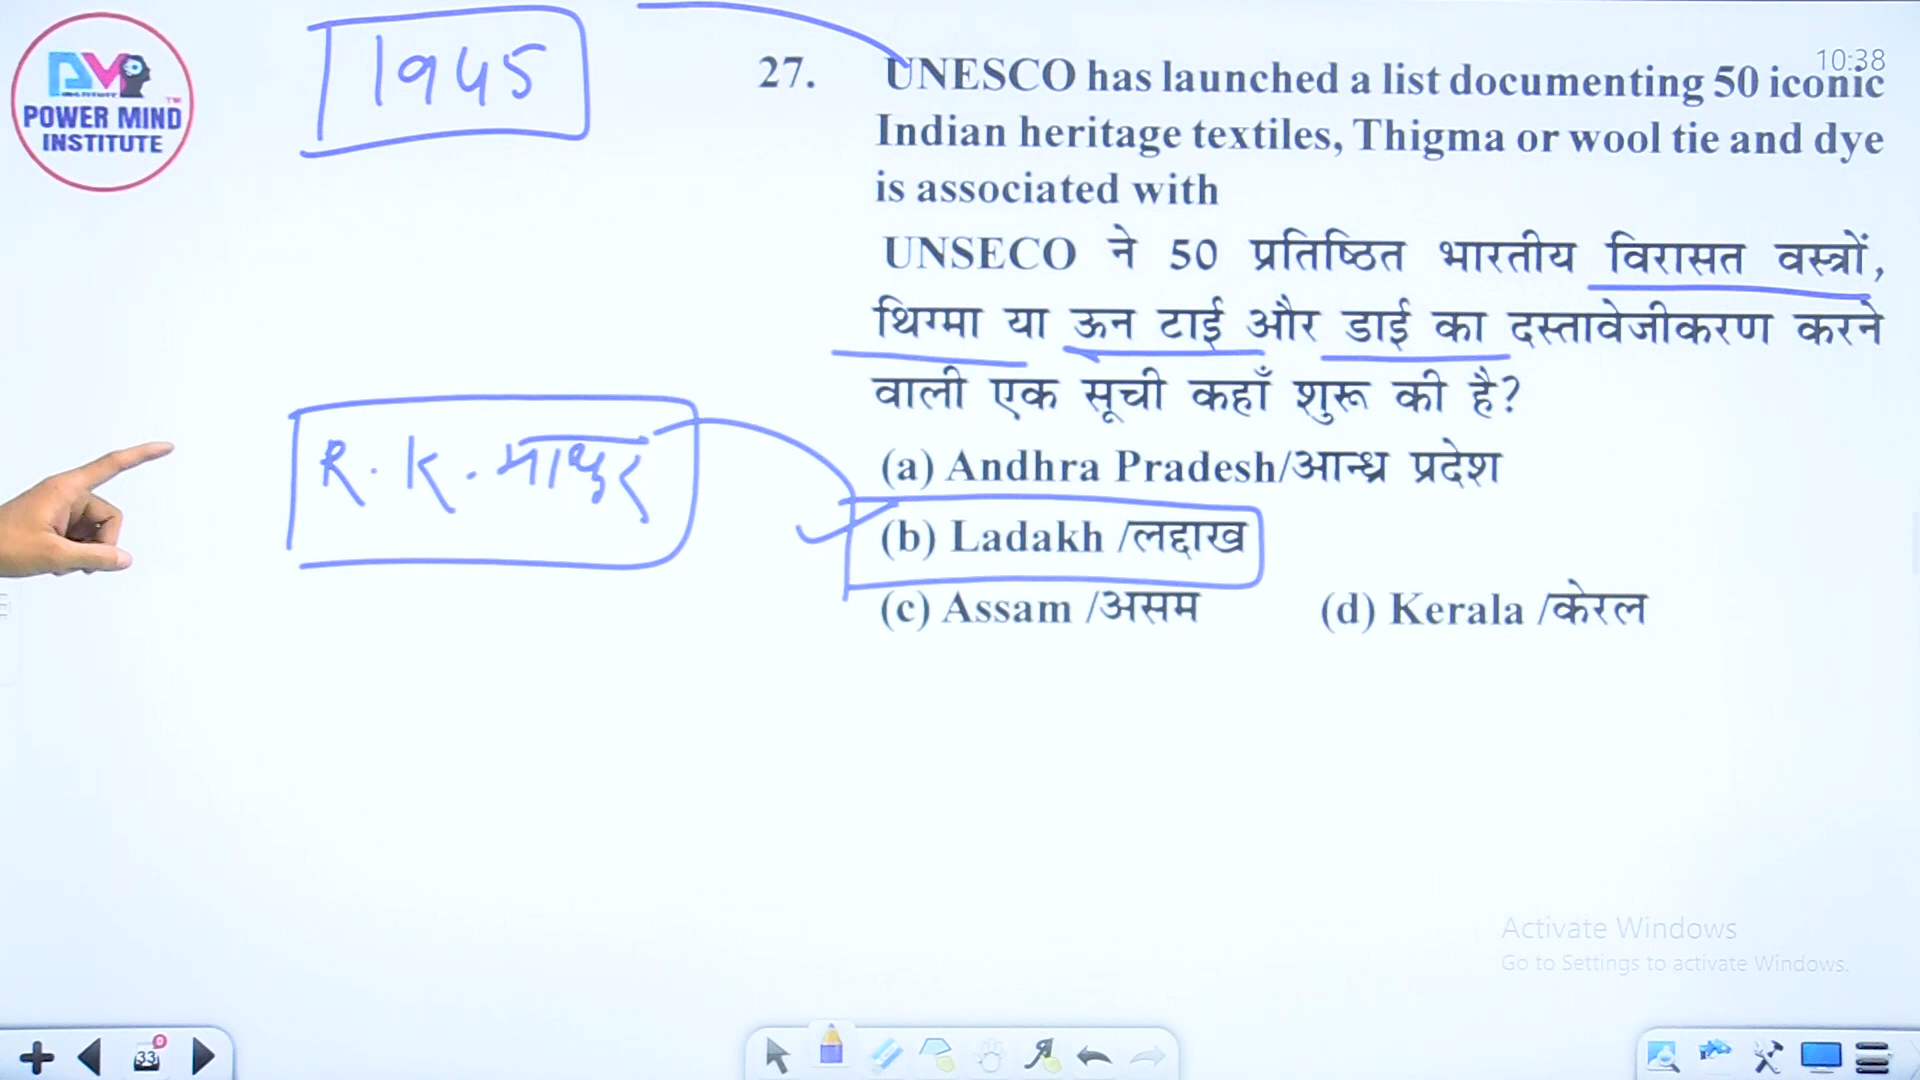 POWER MIND
INSTITUTE
1945
10:38
27. UNESCO has launched a list documenting 50 iconic
Indian heritage textiles, Thigma or wool tie and dye
is associated with
UNSECO ने 50 प्रतिष्ठित भारतीय विरासत वस्त्रों,
थिग्मा या ऊन टाई और डाई का दस्तावेजीकरण करने
वाली एक सूची कहाँ शुरू की है?
R. K. माथुर
(a) Andhra Pradesh/आन्ध्र प्रदेश
(b) Ladakh /लद्दाख
(c) Assam /असम (d) Kerala /केरल
Activate Windows
Go to Settings to activate Windows.
33
0